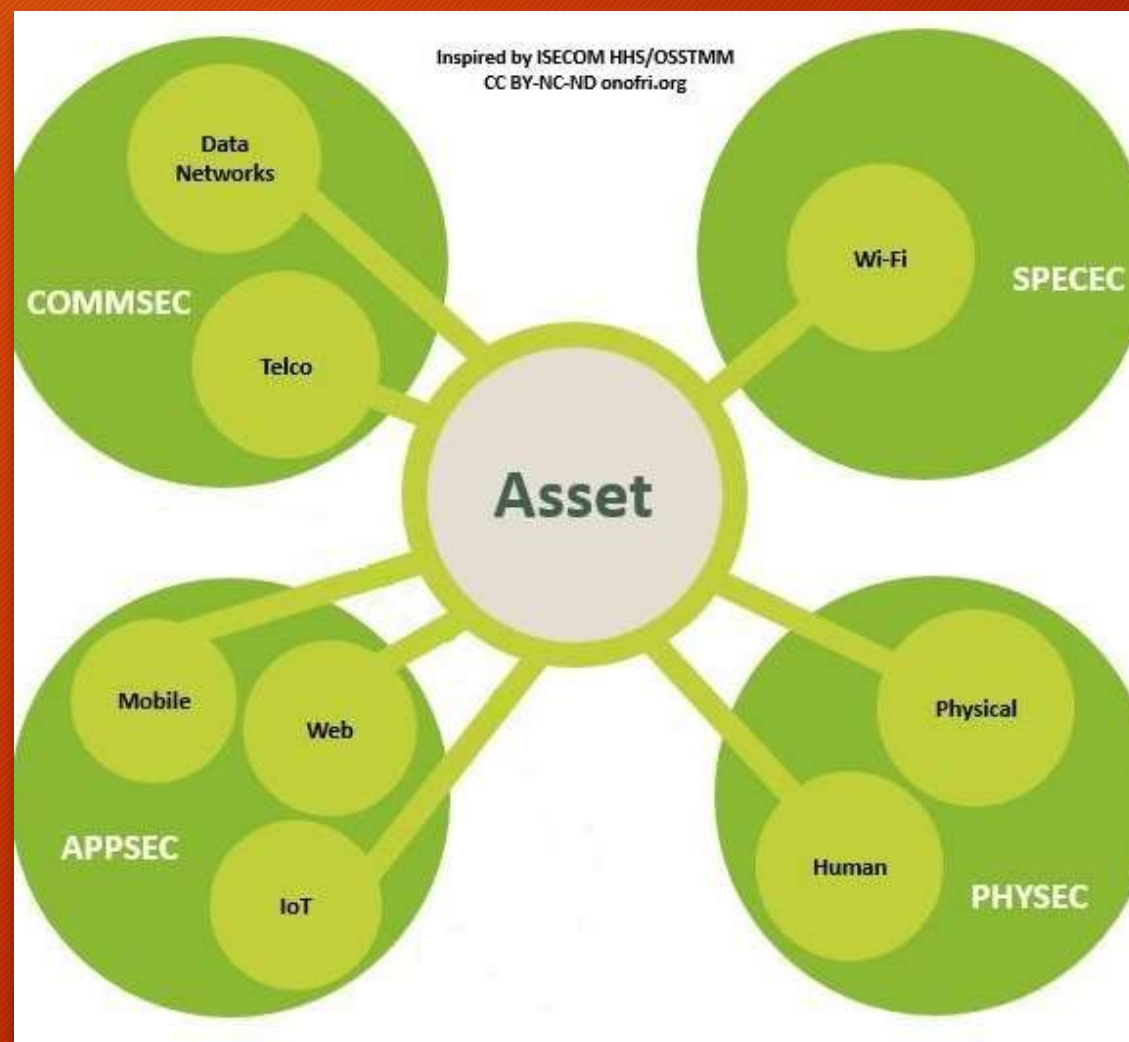 Inspired by ISECOM HHS/OSSTMM
CC BY-NC-ND onofri.org
Data
Networks
COMMSEC
Telco
Wi-Fi
SPECEC
Asset
Mobile
Web
APPSEC
IoT
Physical
Human
PHYSEC